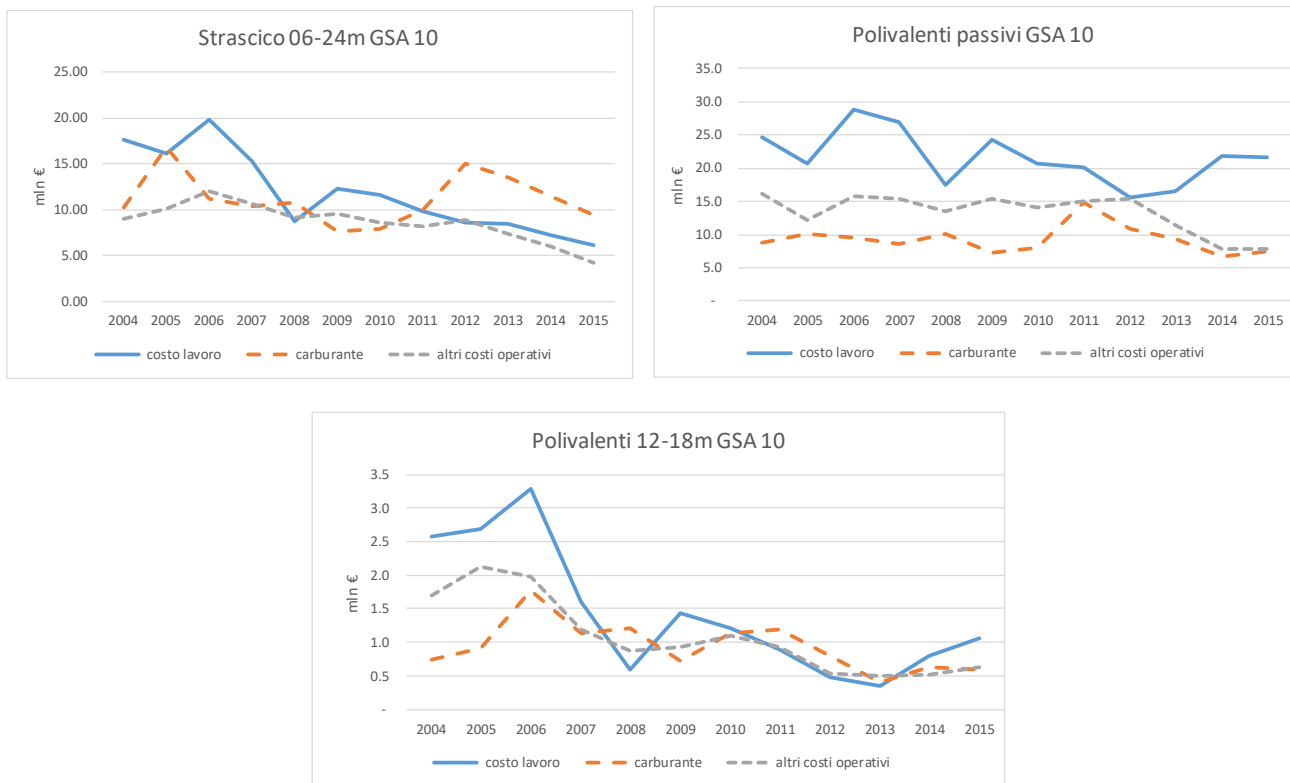 Strascico 06-24m GSA 10
25.00
20.00
15.00
10.00
5.00
0.00
mln €
2004 2005 2006 2007 2008 2009 2010 2011 2012 2013 2014 2015
costo lavoro carburante altri costi operativi
Polivalenti passivi GSA 10
35.0
30.0
25.0
20.0
15.0
10.0
5.0
-
mln €
2004 2005 2006 2007 2008 2009 2010 2011 2012 2013 2014 2015
costo lavoro carburante altri costi operativi
Polivalenti 12-18m GSA 10
3.5
3.0
2.5
2.0
1.5
1.0
0.5
-
mln €
2004 2005 2006 2007 2008 2009 2010 2011 2012 2013 2014 2015
costo lavoro carburante altri costi operativi